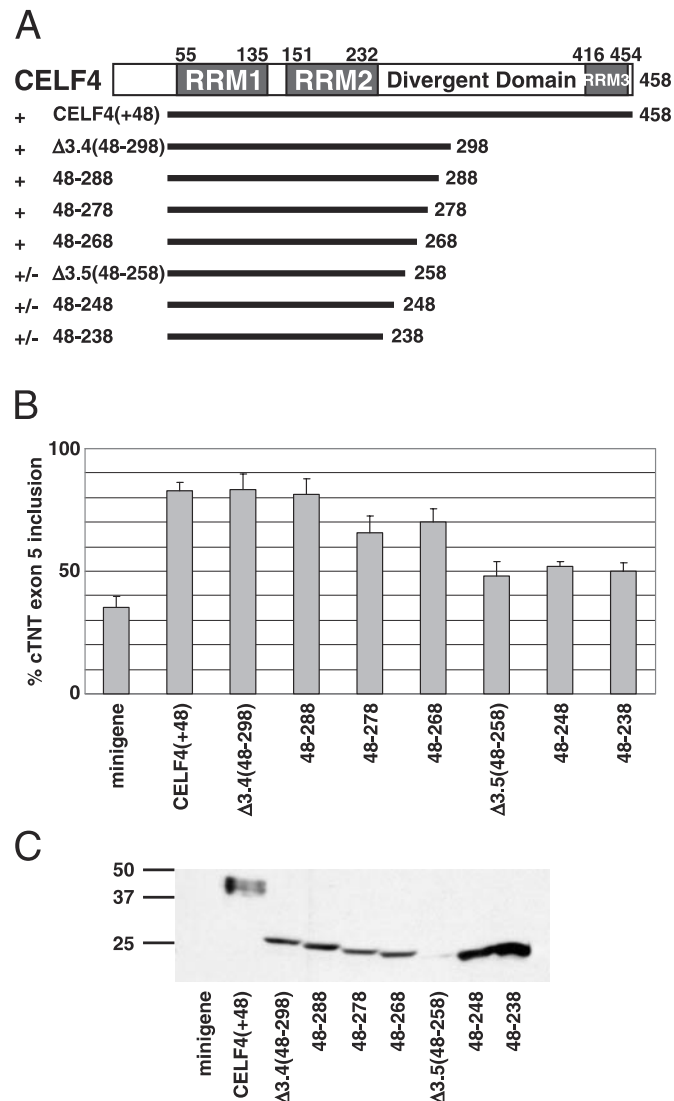 A
55 135 151 232 416 454
CELF4 RRM1 RRM2 Divergent Domain RRM3 458
+ CELF4(+48) 458
+ Δ3.4(48-298) 298
+ 48-288 288
+ 48-278 278
+ 48-268 268
+/- Δ3.5(48-258) 258
+/- 48-248 248
+/- 48-238 238
B
% cTNT exon 5 inclusion
100
50
0
minigene
CELF4(+48)
Δ3.4(48-298)
48-288
48-278
48-268
Δ3.5(48-258)
48-248
48-238
C
50
37
25
minigene
CELF4(+48)
Δ3.4(48-298)
48-288
48-278
48-268
Δ3.5(48-258)
48-248
48-238